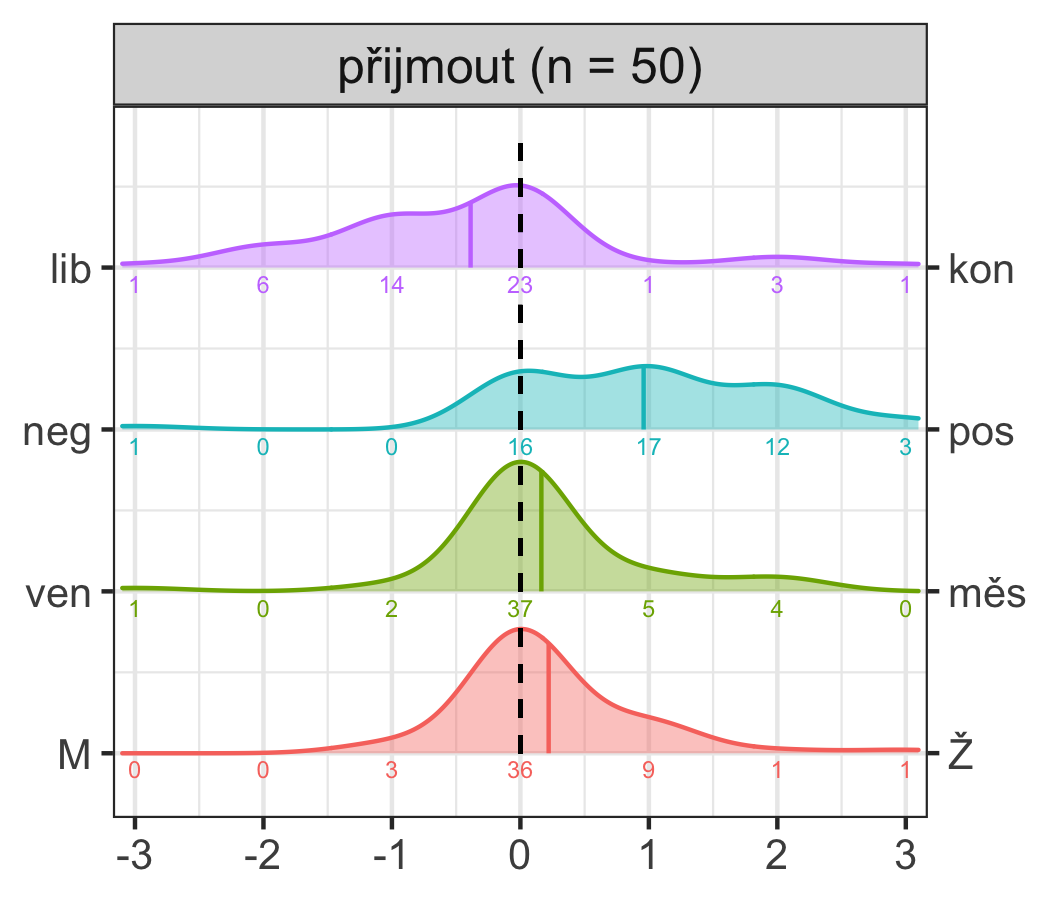 přijmout (n = 50)
lib kon
1 6 14 23 1 3 1
neg pos
1 0 0 16 17 12 3
ven měs
1 0 2 37 5 4 0
M Ž
0 0 3 36 9 1 1
-3 -2 -1 0 1 2 3